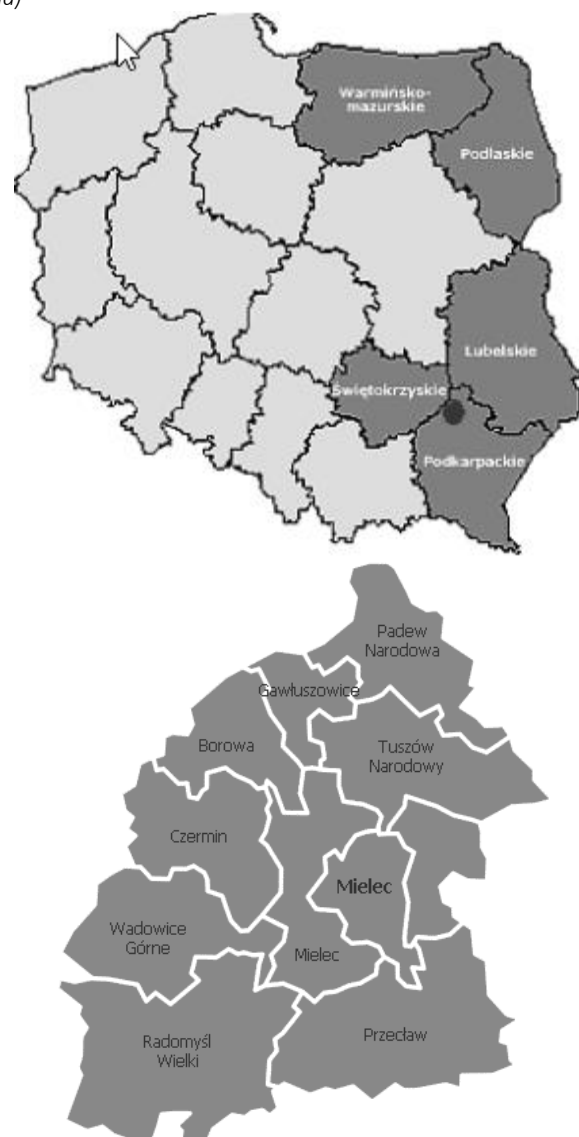 Warmińsko-
mazurskie
Podlaskie
Lubelskie
Świętokrzyskie
Podkarpackie
Padew
Narodowa
Gawłuszowice
Borowa
Tuszów
Narodowy
Czermin
Mielec
Wadowice
Górne
Mielec
Przecław
Radomyśl
Wielki